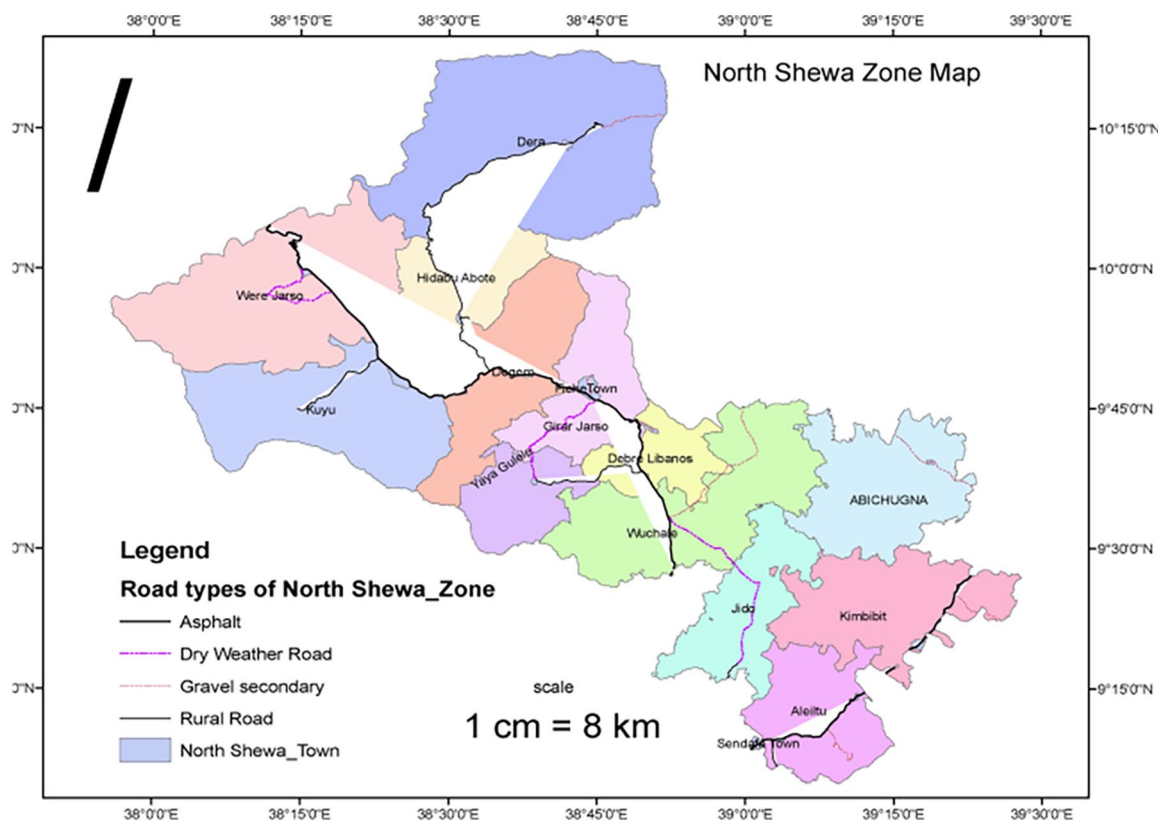 38°0'0"E 38°15'0"E 38°30'0"E 38°45'0"E 39°0'0"E 39°15'0"E 39°30'0"E
North Shewa Zone Map
10°15'0"N
Dera
10°0'0"N
Hidabu Abote
Were Jarso
Degem
Fiche Town
9°45'0"N
Kuyu
Girar Jarso
Debre Libanos
Yaya Gulele
ABICHUGNA
Wuchale
9°30'0"N
Jido
Kimbibit
9°15'0"N
Aleiltu
Sendafa Town
Legend
Road types of North Shewa_Zone
Asphalt
Dry Weather Road
Gravel secondary
Rural Road
North Shewa_Town
scale
1 cm = 8 km
38°0'0"E 38°15'0"E 38°30'0"E 38°45'0"E 39°0'0"E 39°15'0"E 39°30'0"E